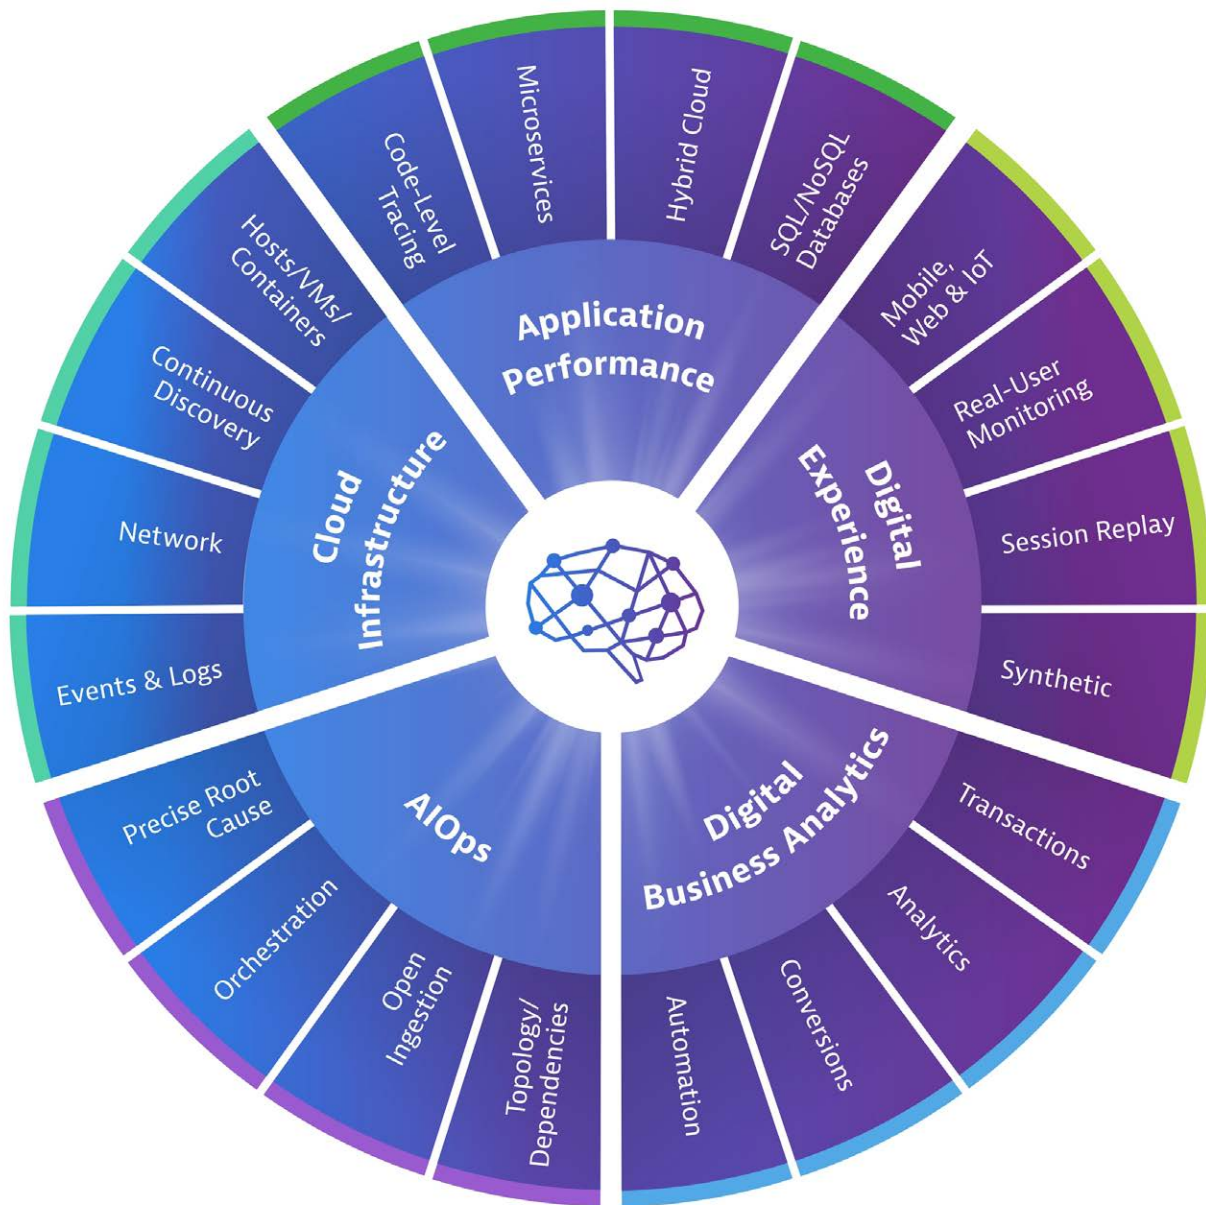 Code-Level
Tracing
Microservices
Hybrid Cloud
SQL/NoSQL
Databases
Application
Performance
Mobile,
Web & IoT
Real-User
Monitoring
Session Replay
Synthetic
Digital
Experience
Transactions
Analytics
Conversions
Automation
Digital
Business Analytics
Topology/
Dependencies
Open
Ingestion
Orchestration
Precise Root
Cause
AIOps
Events & Logs
Network
Continuous
Discovery
Hosts/VMs/
Containers
Cloud
Infrastructure